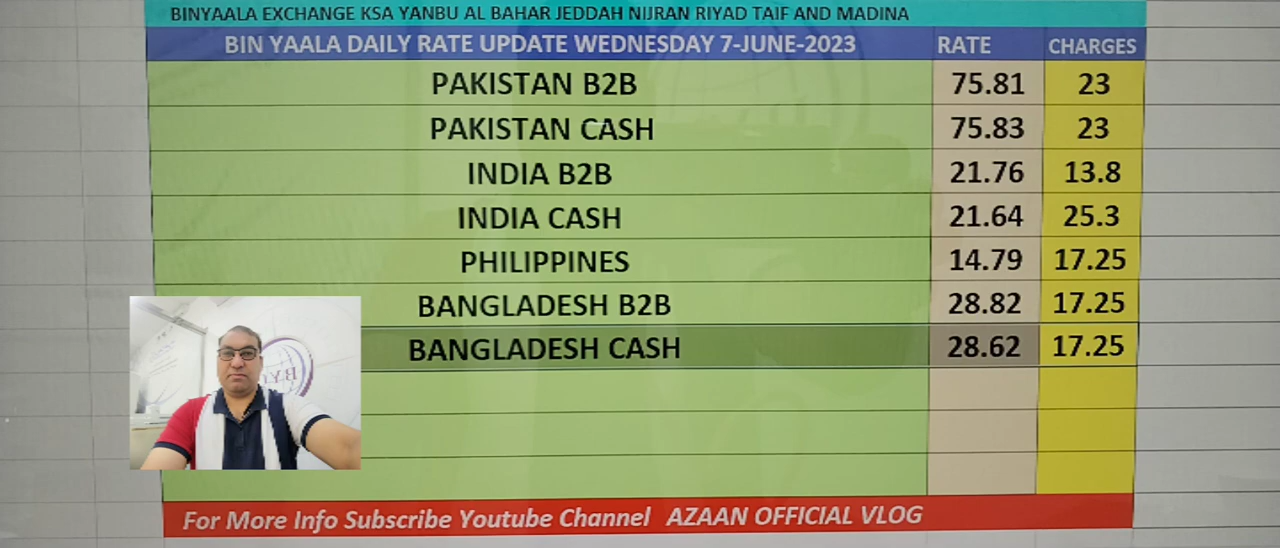 BINYAALA EXCHANGE KSA YANBU AL BAHAR JEDDAH NIJRAN RIYAD TAIF AND MADINA
BIN YAALA DAILY RATE UPDATE WEDNESDAY 7-JUNE-2023 RATE CHARGES
PAKISTAN B2B 75.81 23
PAKISTAN CASH 75.83 23
INDIA B2B 21.76 13.8
INDIA CASH 21.64 25.3
PHILIPPINES 14.79 17.25
BANGLADESH B2B 28.82 17.25
BANGLADESH CASH 28.62 17.25
For More Info Subscribe Youtube Channel AZAAN OFFICIAL VLOG